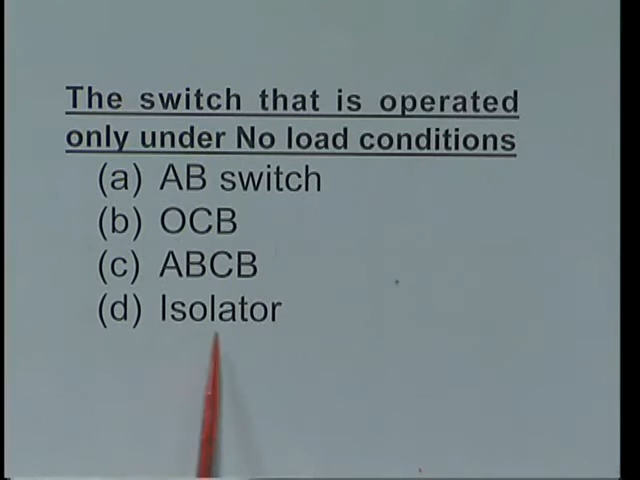 The switch that is operated
only under No load conditions
(a) AB switch
(b) OCB
(c) ABCB
(d) Isolator